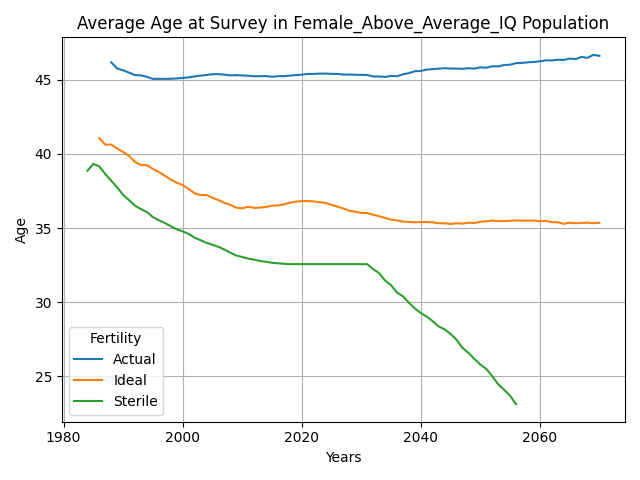 Average Age at Survey in Female_Above_Average_IQ Population
Age
45
40
35
30
25
Fertility
Actual
Ideal
Sterile
1980
2000
2020
2040
2060
Years